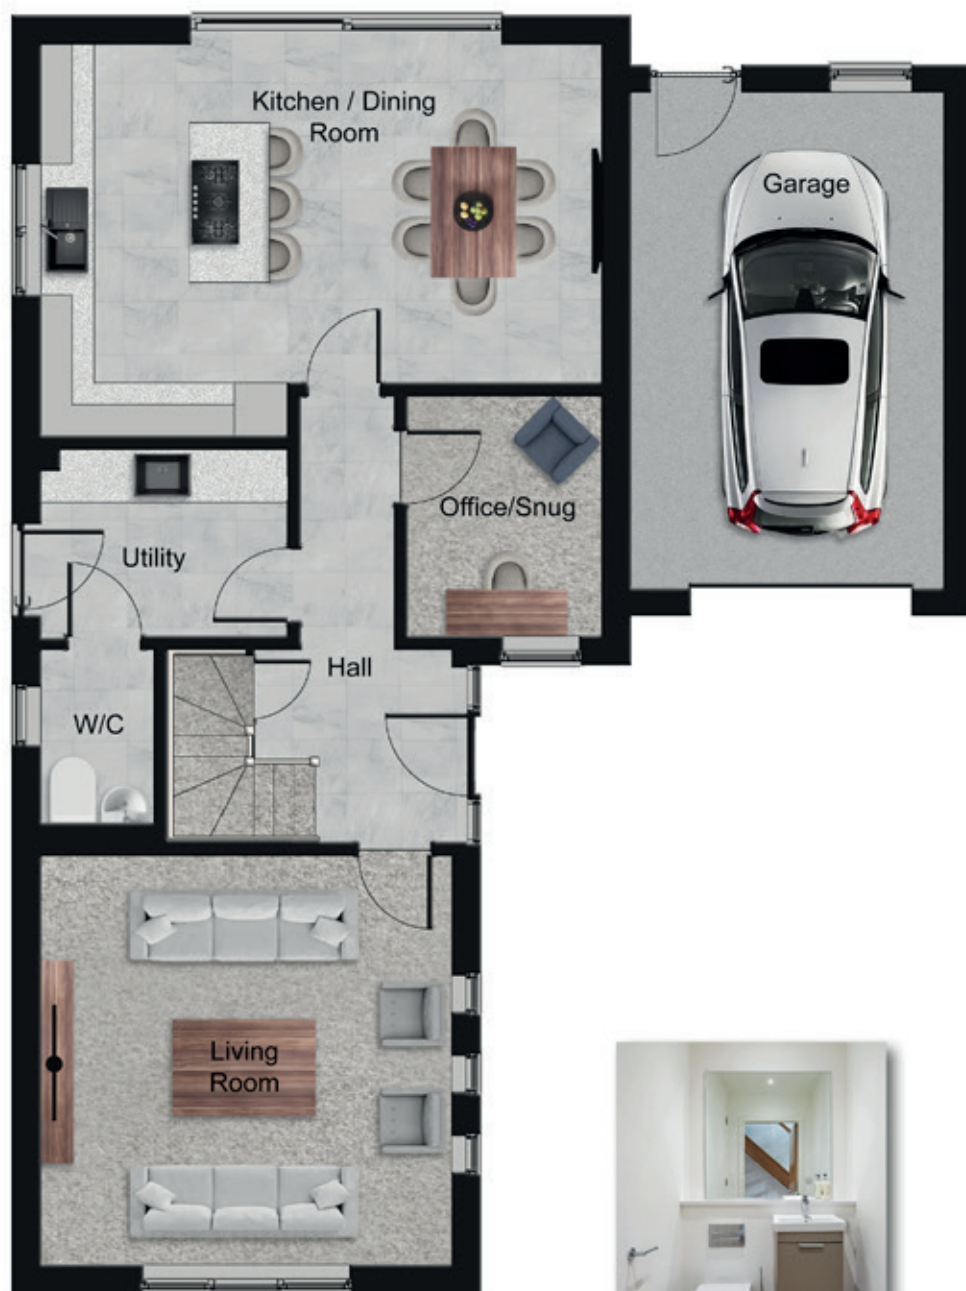 Kitchen / Dining
Room
Garage
Office/Snug
Utility
Hall
W/C
Living
Room